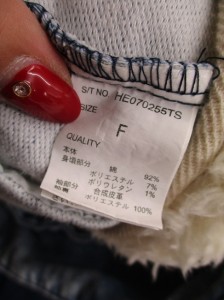 S/T NO HE070255TS
SIZE F
QUALITY
本体
身頃部分 綿 92%
ポリエステル 7%
ポリウレタン 1%
袖部分 合成皮革
ポリエステル 100%